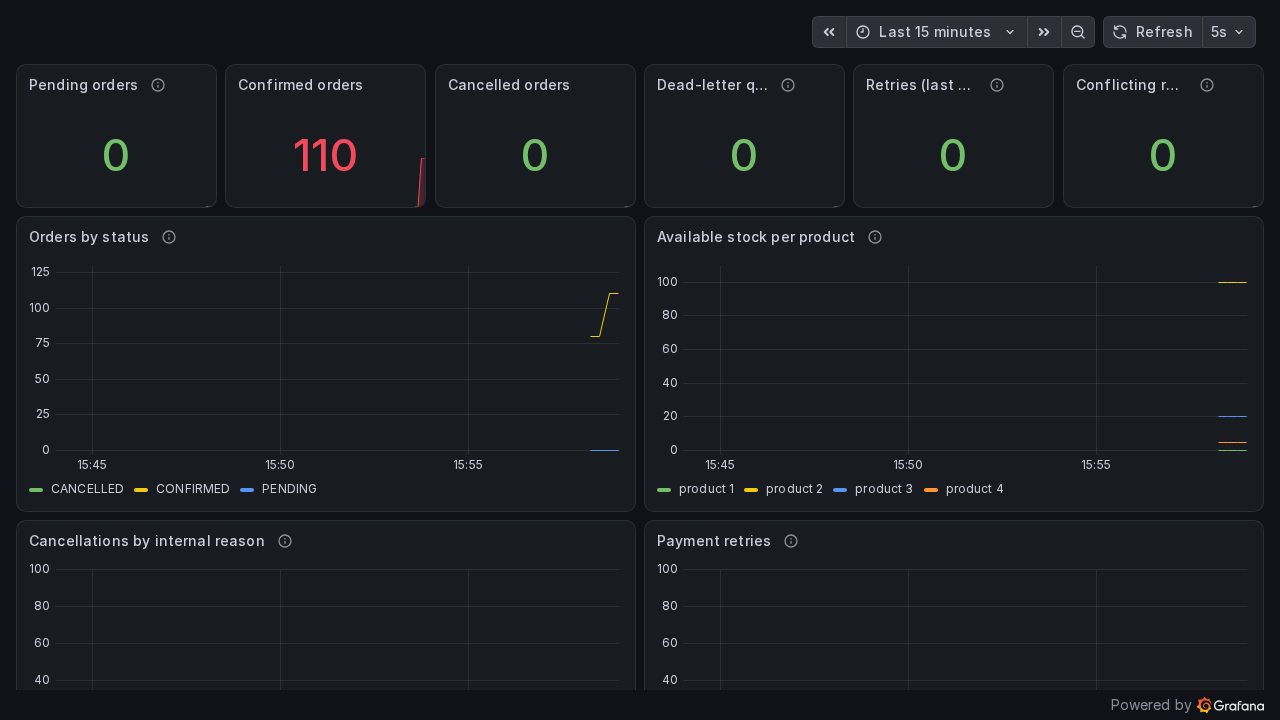 Last 15 minutes Refresh 5s
Pending orders Confirmed orders Cancelled orders Dead-letter q... Retries (last ... Conflicting r...
0 110 0 0 0 0
Orders by status
125
100
75
50
25
0
15:45 15:50 15:55
CANCELLED CONFIRMED PENDING
Available stock per product
100
80
60
40
20
0
15:45 15:50 15:55
product 1 product 2 product 3 product 4
Cancellations by internal reason
100
80
60
40
Payment retries
100
80
60
40
Powered by Grafana